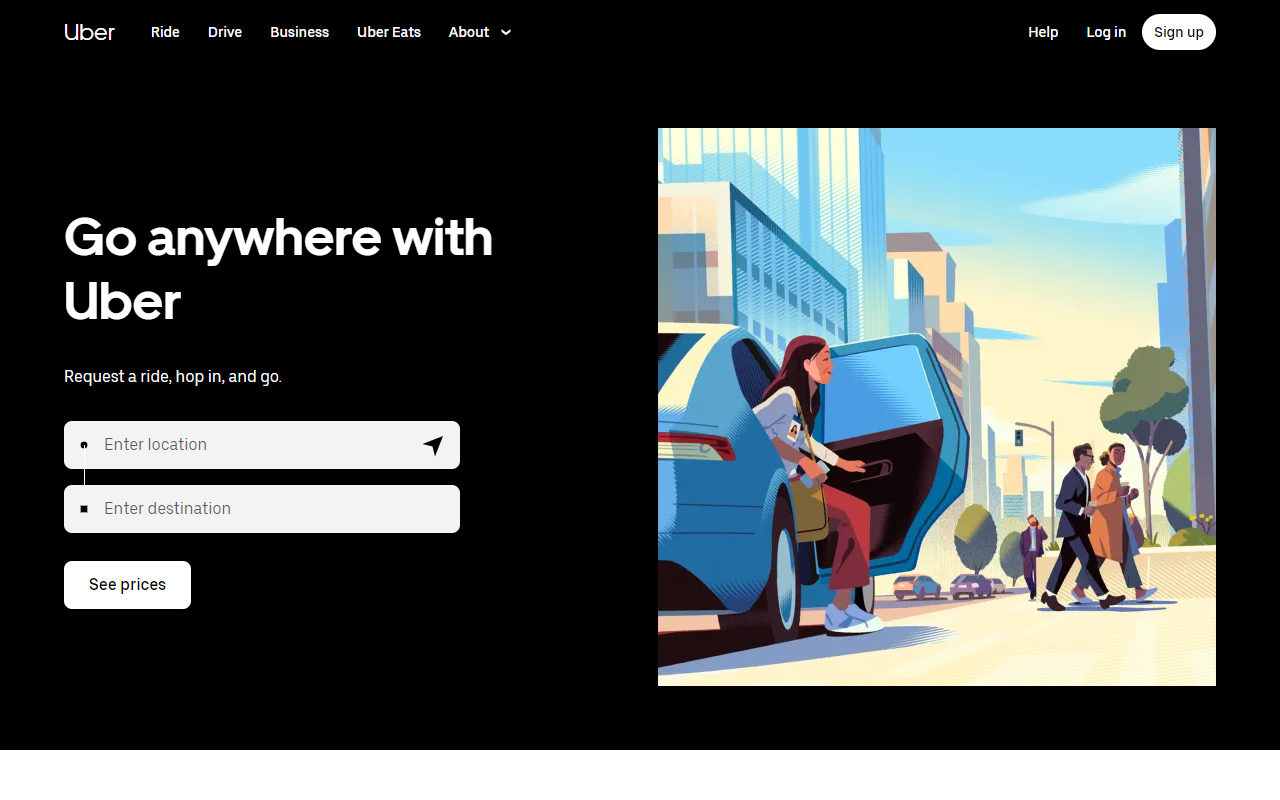 Uber Ride Drive Business Uber Eats About Help Log in Sign up
Go anywhere with
Uber
Request a ride, hop in, and go.
Enter location
Enter destination
See prices